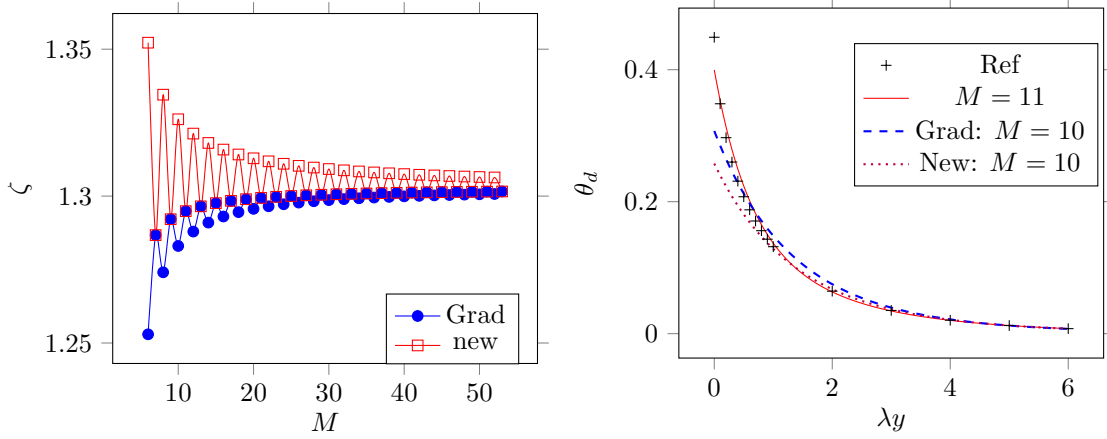 1.35
1.3
1.25
ζ
10 20 30 40 50
M
Grad
new
0.4
0.2
0
θ_d
0 2 4 6
λy
Ref
M = 11
Grad: M = 10
New: M = 10